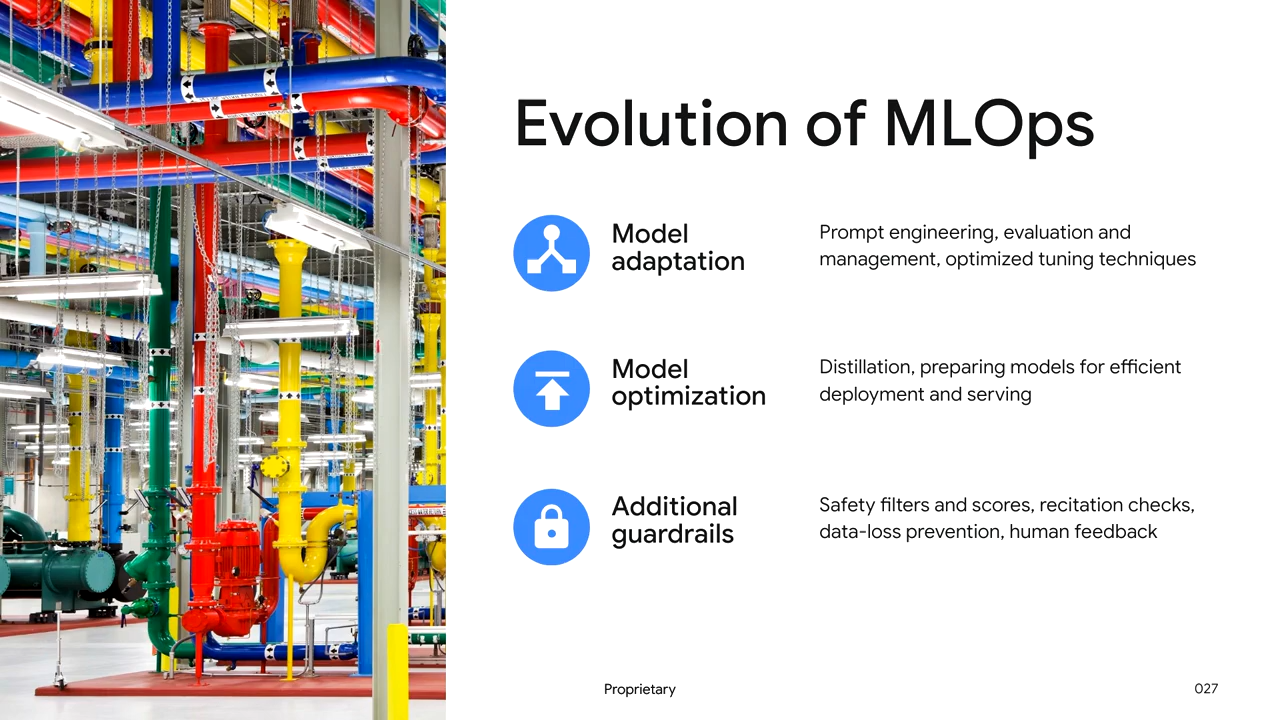 Evolution of MLOps
Model
adaptation
Prompt engineering, evaluation and
management, optimized tuning techniques
Model
optimization
Distillation, preparing models for efficient
deployment and serving
Additional
guardrails
Safety filters and scores, recitation checks,
data-loss prevention, human feedback
Proprietary
027